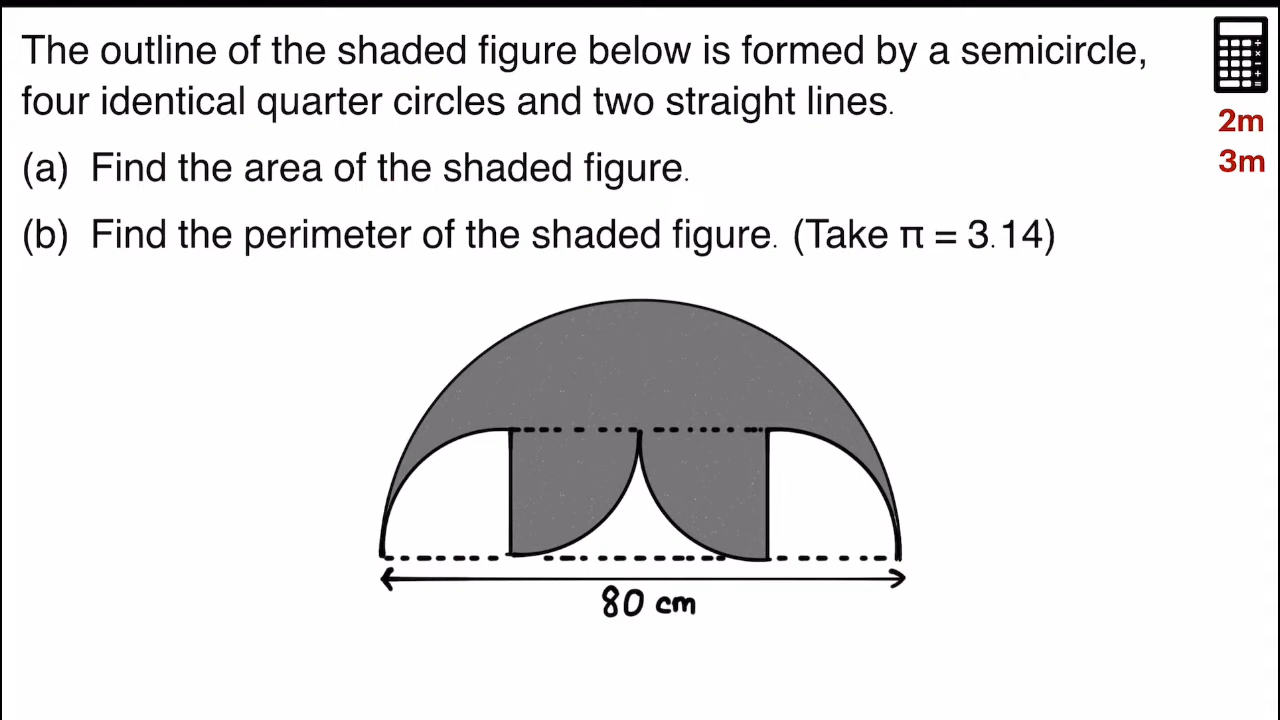 The outline of the shaded figure below is formed by a semicircle,
four identical quarter circles and two straight lines.
2m
(a) Find the area of the shaded figure.
3m
(b) Find the perimeter of the shaded figure. (Take π = 3.14)
80 cm